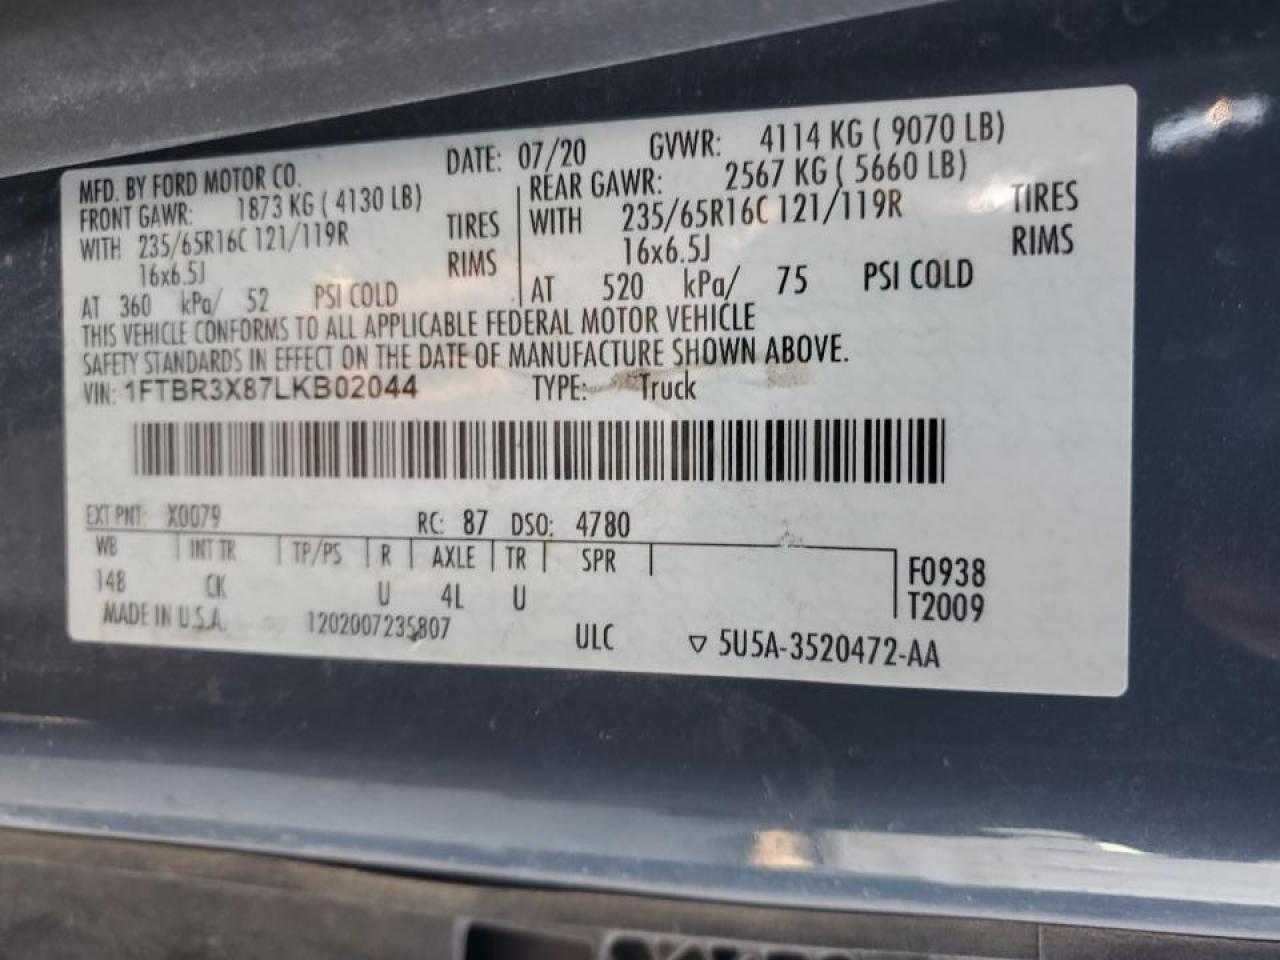 MFD. BY FORD MOTOR CO.
DATE: 07/20 GVWR: 4114 KG ( 9070 LB)
FRONT GAWR: 1873 KG ( 4130 LB)
WITH 235/65R16C 121/119R TIRES
16x6.5J RIMS
AT 360 kPa/ 52 PSI COLD
REAR GAWR: 2567 KG ( 5660 LB)
WITH 235/65R16C 121/119R TIRES
16x6.5J RIMS
AT 520 kPa/ 75 PSI COLD
THIS VEHICLE CONFORMS TO ALL APPLICABLE FEDERAL MOTOR VEHICLE
SAFETY STANDARDS IN EFFECT ON THE DATE OF MANUFACTURE SHOWN ABOVE.
VIN: 1FTBR3X87LKB02044 TYPE: Truck
EXT PNT: X0079 RC: 87 DSO: 4780
WB INT TR TP/PS R AXLE TR SPR
148 CK U 4L U
F0938
T2009
MADE IN U.S.A. 1202007235807 ULC ▽ 5U5A-3520472-AA